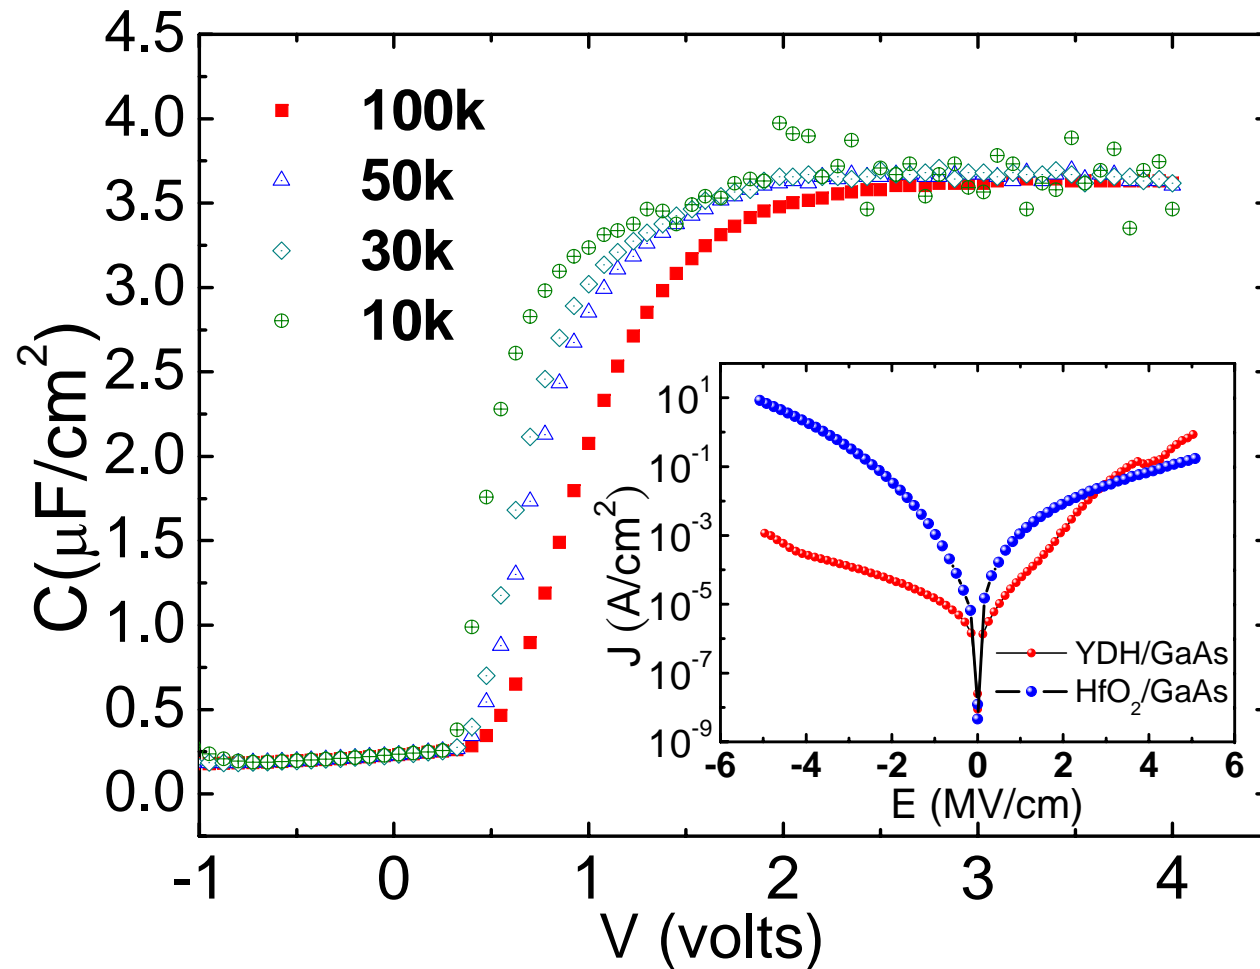 4.5
4.0
3.5
3.0
2.5
2.0
1.5
1.0
0.5
0.0
C(μF/cm²)
100k
50k
30k
10k
-1 0 1 2 3 4
V (volts)
10¹
10⁻¹
10⁻³
10⁻⁵
10⁻⁷
10⁻⁹
J (A/cm²)
YDH/GaAs
HfO₂/GaAs
-6 -4 -2 0 2 4 6
E (MV/cm)